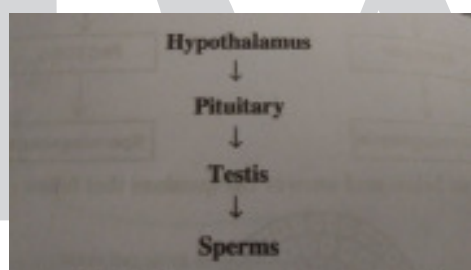 Hypothalamus
↓
Pituitary
↓
Testis
↓
Sperms